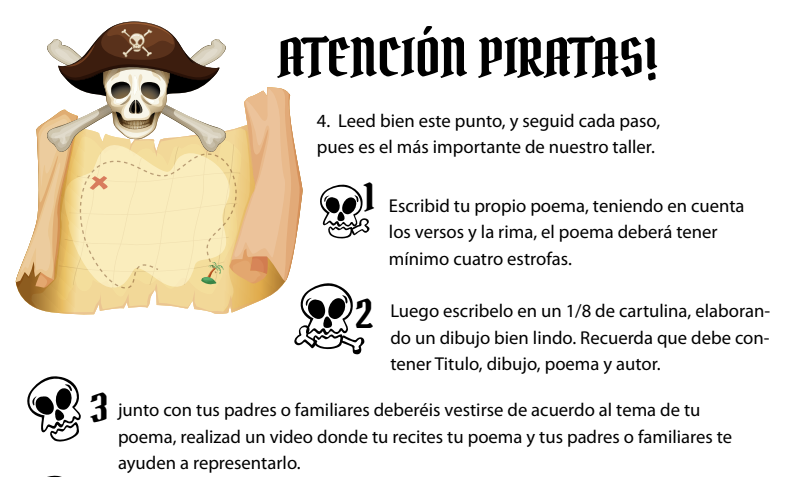 ATENCIÓN PIRATAS!
4. Leed bien este punto, y seguid cada paso,
pues es el más importante de nuestro taller.
1
Escribid tu propio poema, teniendo en cuenta
los versos y la rima, el poema deberá tener
mínimo cuatro estrofas.
2
Luego escribelo en un 1/8 de cartulina, elaboran-
do un dibujo bien lindo. Recuerda que debe con-
tener Titulo, dibujo, poema y autor.
3 junto con tus padres o familiares deberéis vestirse de acuerdo al tema de tu
poema, realizad un video donde tu recites tu poema y tus padres o familiares te
ayuden a representarlo.